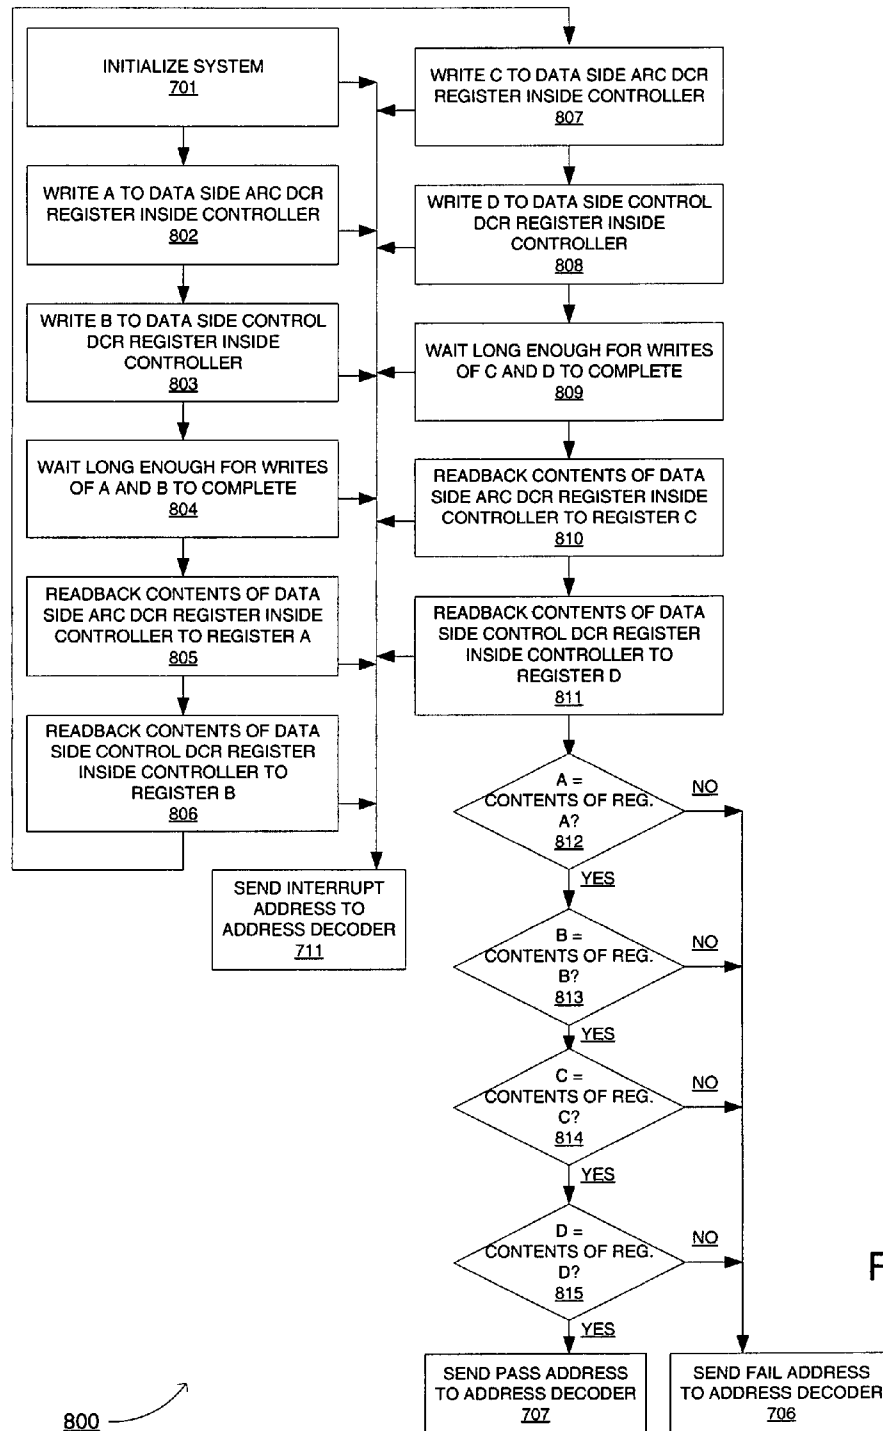 INITIALIZE SYSTEM
701
WRITE A TO DATA SIDE ARC DCR
REGISTER INSIDE CONTROLLER
802
WRITE B TO DATA SIDE CONTROL
DCR REGISTER INSIDE
CONTROLLER
803
WAIT LONG ENOUGH FOR WRITES
OF A AND B TO COMPLETE
804
READBACK CONTENTS OF DATA
SIDE ARC DCR REGISTER INSIDE
CONTROLLER TO REGISTER A
805
READBACK CONTENTS OF DATA
SIDE CONTROL DCR REGISTER
INSIDE CONTROLLER TO
REGISTER B
806
SEND INTERRUPT
ADDRESS TO
ADDRESS DECODER
711
WRITE C TO DATA SIDE ARC DCR
REGISTER INSIDE CONTROLLER
807
WRITE D TO DATA SIDE CONTROL
DCR REGISTER INSIDE
CONTROLLER
808
WAIT LONG ENOUGH FOR WRITES
OF C AND D TO COMPLETE
809
READBACK CONTENTS OF DATA
SIDE ARC DCR REGISTER INSIDE
CONTROLLER TO REGISTER C
810
READBACK CONTENTS OF DATA
SIDE CONTROL DCR REGISTER
INSIDE CONTROLLER TO
REGISTER D
811
A =
CONTENTS OF REG.
A?
812
NO
YES
B =
CONTENTS OF REG.
B?
813
NO
YES
C =
CONTENTS OF REG.
C?
814
NO
YES
D =
CONTENTS OF REG.
D?
815
NO
YES
SEND PASS ADDRESS
TO ADDRESS DECODER
707
SEND FAIL ADDRESS
TO ADDRESS DECODER
706
800